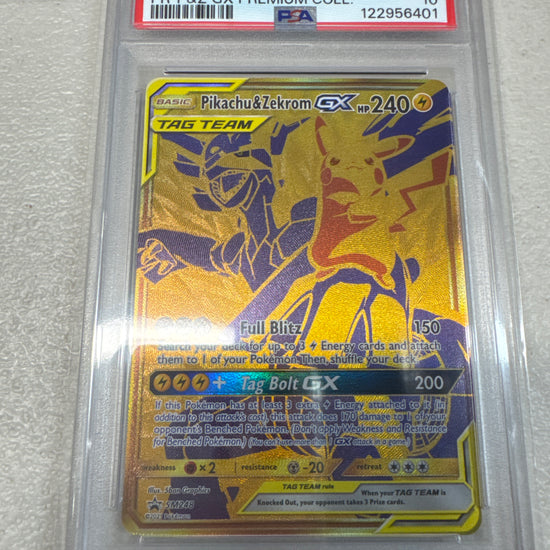 PREMIUM COLL. 10
PSA 122956401
BASIC Pikachu&Zekrom GX HP 240
TAG TEAM
Full Blitz 150
Search your deck for up to 3 Energy cards and attach
them to 1 of your Pokémon. Then, shuffle your deck.
+ Tag Bolt GX 200
If this Pokémon has at least 3 extra Energy attached to it (in
addition to this attack's cost), this attack does 170 damage to 1 of your
opponent's Benched Pokémon. (Don't apply Weakness and Resistance
for Benched Pokémon.) (You can't use more than 1 GX attack in a game.)
weakness × 2 resistance -20 retreat
TAG TEAM rule
When your TAG TEAM is
Knocked Out, your opponent takes 3 Prize cards.
Illus. 5ban Graphics
SM248
Pokémon